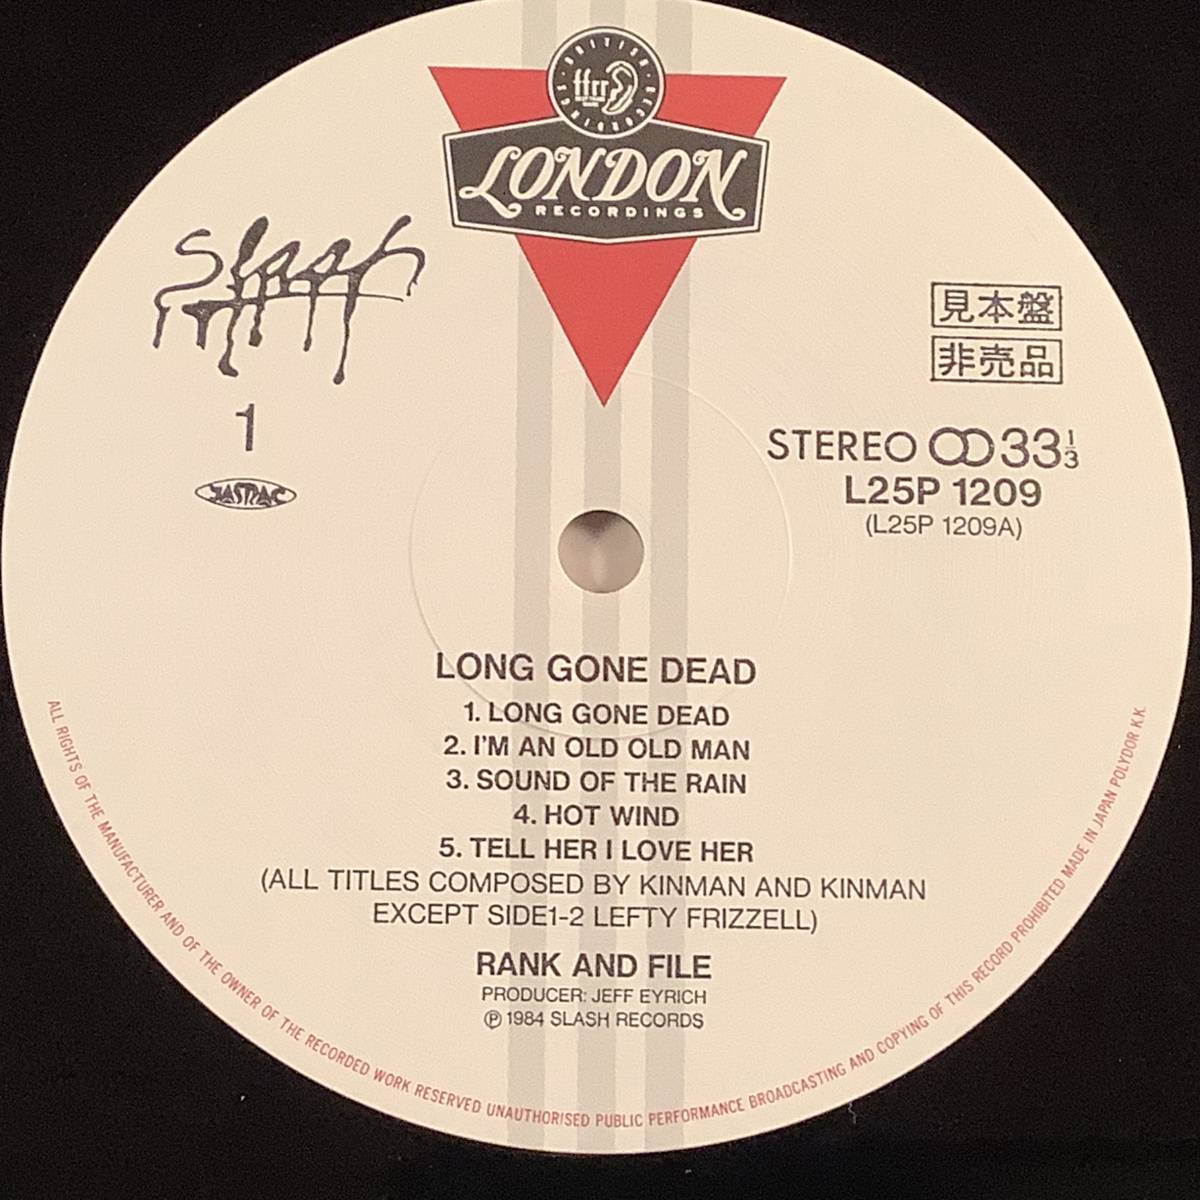 BRITISH RECORDINGS
ffrr
LONDON
RECORDINGS
Slash
見本盤
非売品
1
JASRAC
STEREO 33 1/3
L25P 1209
(L25P 1209A)
LONG GONE DEAD
1. LONG GONE DEAD
2. I'M AN OLD OLD MAN
3. SOUND OF THE RAIN
4. HOT WIND
5. TELL HER I LOVE HER
(ALL TITLES COMPOSED BY KINMAN AND KINMAN
EXCEPT SIDE1-2 LEFTY FRIZZELL)
RANK AND FILE
PRODUCER: JEFF EYRICH
℗ 1984 SLASH RECORDS
ALL RIGHTS OF THE MANUFACTURER AND OF THE OWNER OF THE RECORDED WORK RESERVED UNAUTHORISED PUBLIC PERFORMANCE BROADCASTING AND COPYING OF THIS RECORD PROHIBITED MADE IN JAPAN POLYDOR K.K.